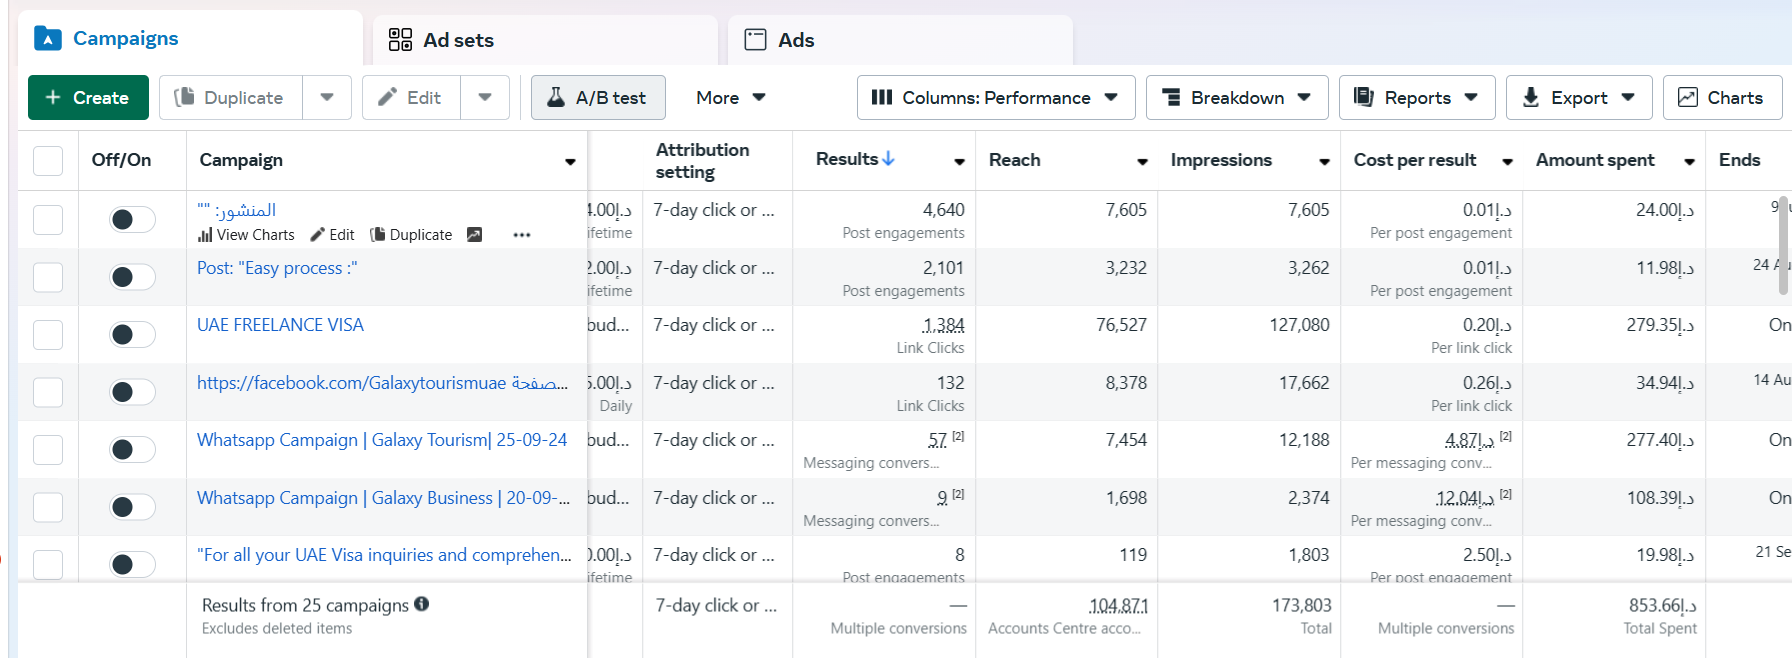 Campaigns
Ad sets
Ads
+ Create
Duplicate
Edit
A/B test
More
Columns: Performance
Breakdown
Reports
Export
Charts
Off/On
Campaign
Attribution setting
Results
Reach
Impressions
Cost per result
Amount spent
Ends
المنشور: ""
4.00د.إ
7-day click or ...
4,640
7,605
7,605
0.01د.إ
24.00د.إ
View Charts
Edit
Duplicate
...
ifetime
Post engagements
Per post engagement
Post: "Easy process :"
2.00د.إ
7-day click or ...
2,101
3,232
3,262
0.01د.إ
11.98د.إ
24 Au
ifetime
Post engagements
Per post engagement
UAE FREELANCE VISA
bud...
7-day click or ...
1,384
76,527
127,080
0.20د.إ
279.35د.إ
On
Link Clicks
Per link click
https://facebook.com/Galaxytourismuae صفحة...
5.00د.إ
7-day click or ...
132
8,378
17,662
0.26د.إ
34.94د.إ
14 Au
Daily
Link Clicks
Per link click
Whatsapp Campaign | Galaxy Tourism| 25-09-24
bud...
7-day click or ...
57 [2]
7,454
12,188
4.87د.إ [2]
277.40د.إ
On
Messaging convers...
Per messaging conv...
Whatsapp Campaign | Galaxy Business | 20-09-...
bud...
7-day click or ...
9 [2]
1,698
2,374
12.04د.إ [2]
108.39د.إ
On
Messaging convers...
Per messaging conv...
"For all your UAE Visa inquiries and comprehen...
0.00د.إ
7-day click or ...
8
119
1,803
2.50د.إ
19.98د.إ
21 Se
ifetime
Post engagements
Per post engagement
Results from 25 campaigns
7-day click or ...
—
104,871
173,803
—
853.66د.إ
Excludes deleted items
Multiple conversions
Accounts Centre acco...
Total
Multiple conversions
Total Spent